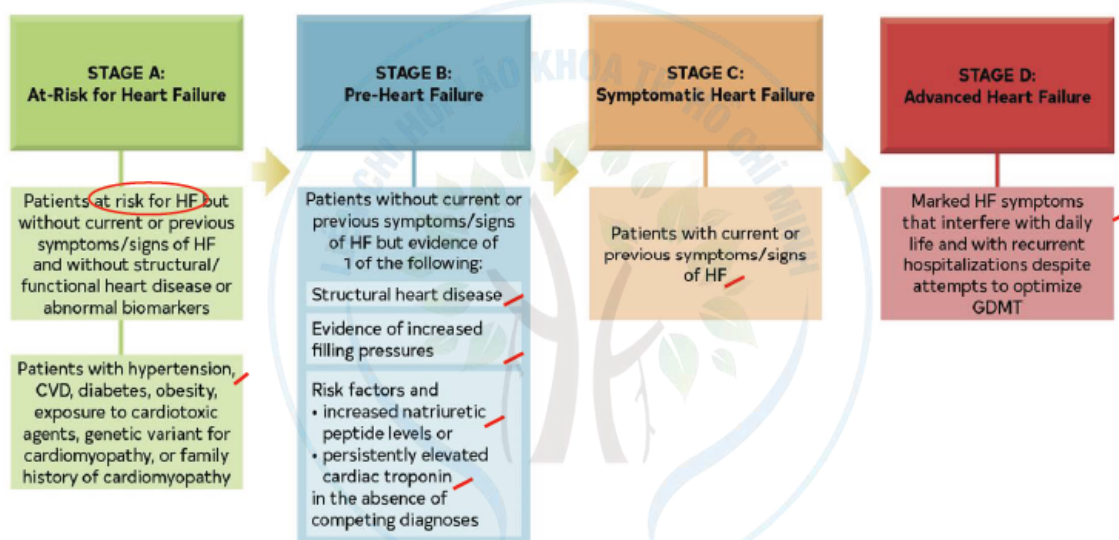 STAGE A:
At-Risk for Heart Failure
Patients at risk for HF but
without current or previous
symptoms/signs of HF
and without structural/
functional heart disease or
abnormal biomarkers
Patients with hypertension,
CVD, diabetes, obesity,
exposure to cardiotoxic
agents, genetic variant for
cardiomyopathy, or family
history of cardiomyopathy
STAGE B:
Pre-Heart Failure
Patients without current or
previous symptoms/signs
of HF but evidence of
1 of the following:
Structural heart disease
Evidence of increased
filling pressures
Risk factors and
• increased natriuretic
peptide levels or
• persistently elevated
cardiac troponin
in the absence of
competing diagnoses
STAGE C:
Symptomatic Heart Failure
Patients with current or
previous symptoms/signs
of HF
STAGE D:
Advanced Heart Failure
Marked HF symptoms
that interfere with daily
life and with recurrent
hospitalizations despite
attempts to optimize
GDMT